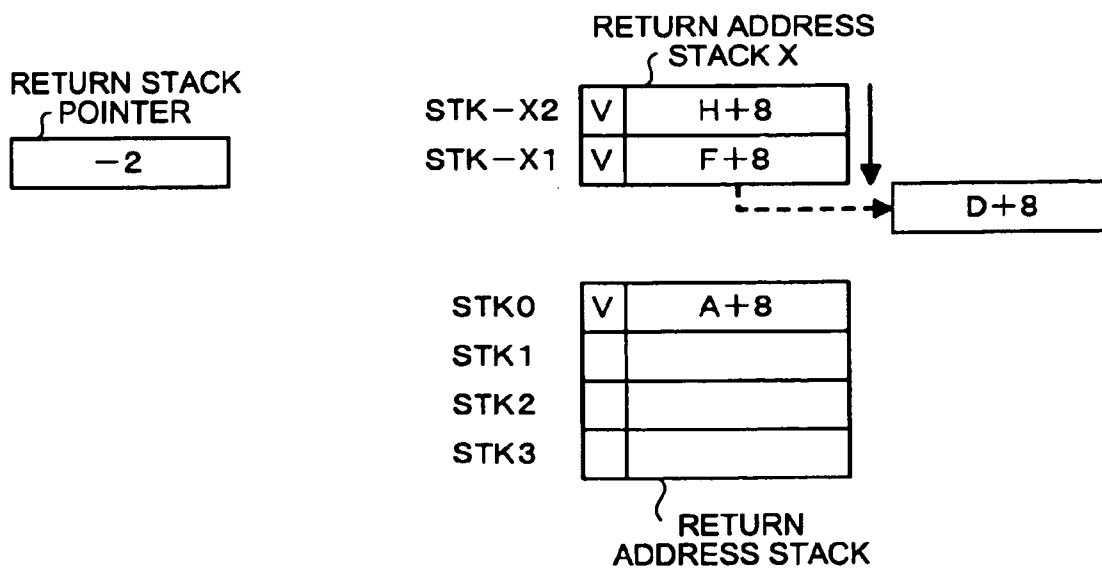 RETURN STACK
POINTER
−2
RETURN ADDRESS
STACK X
STK−X2 V H+8
STK−X1 V F+8
D+8
STK0 V A+8
STK1
STK2
STK3
RETURN
ADDRESS STACK